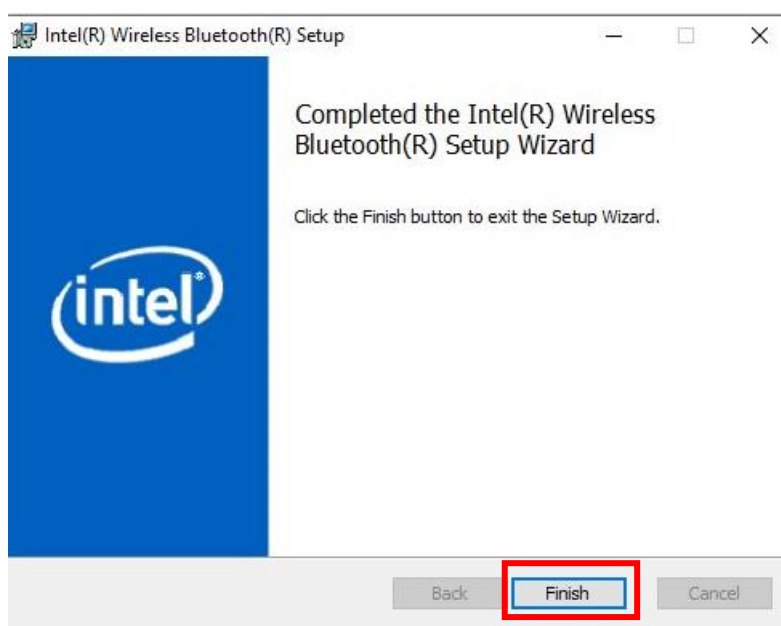 Intel(R) Wireless Bluetooth(R) Setup
Completed the Intel(R) Wireless
Bluetooth(R) Setup Wizard
Click the Finish button to exit the Setup Wizard.
intel®
Back Finish Cancel